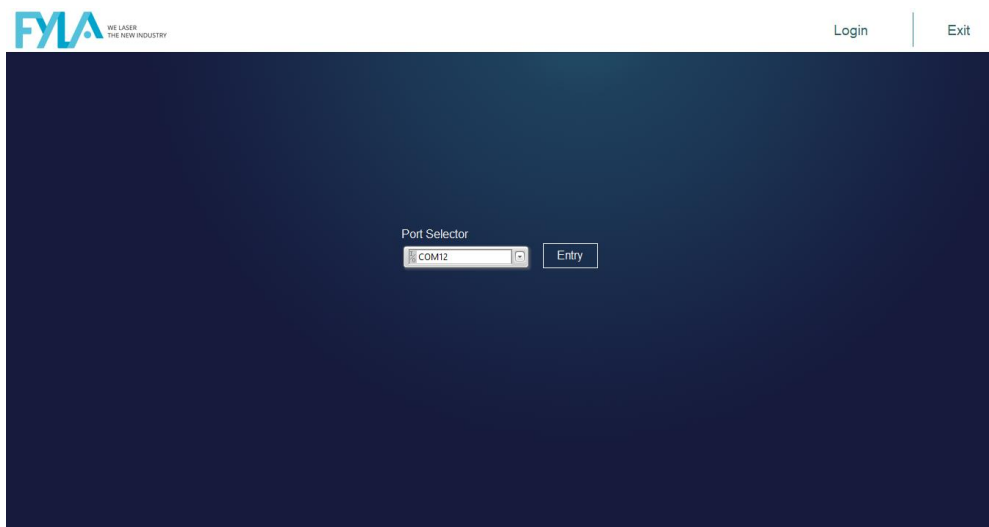 FYLA
WE LASER
THE NEW INDUSTRY
Login
Exit
Port Selector
COM12
Entry